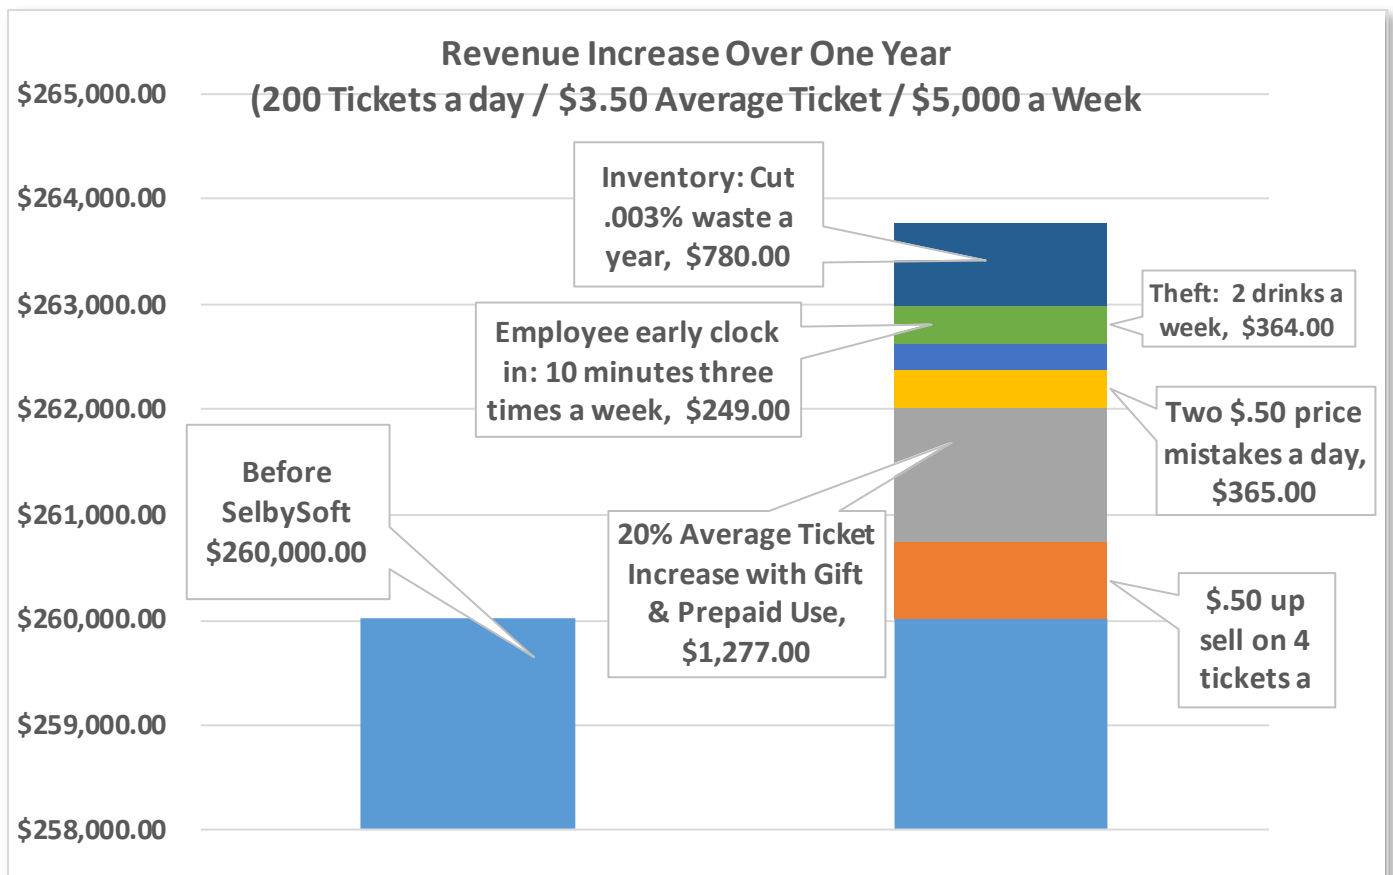 Revenue Increase Over One Year
(200 Tickets a day / $3.50 Average Ticket / $5,000 a Week
$265,000.00
$264,000.00
$263,000.00
$262,000.00
$261,000.00
$260,000.00
$259,000.00
$258,000.00
Inventory: Cut
.003% waste a
year, $780.00
Theft: 2 drinks a
week, $364.00
Employee early clock
in: 10 minutes three
times a week, $249.00
Two $.50 price
mistakes a day,
$365.00
Before
SelbySoft
$260,000.00
20% Average Ticket
Increase with Gift
& Prepaid Use,
$1,277.00
$.50 up
sell on 4
tickets a